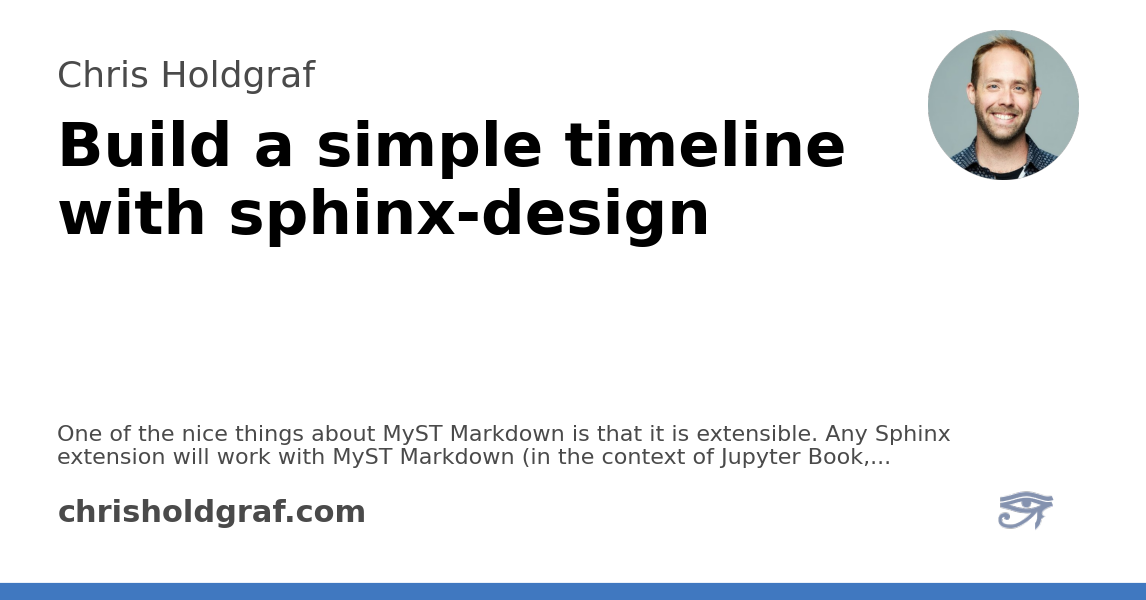 Chris Holdgraf
Build a simple timeline
with sphinx-design
One of the nice things about MyST Markdown is that it is extensible. Any Sphinx
extension will work with MyST Markdown (in the context of Jupyter Book,...
chrisholdgraf.com